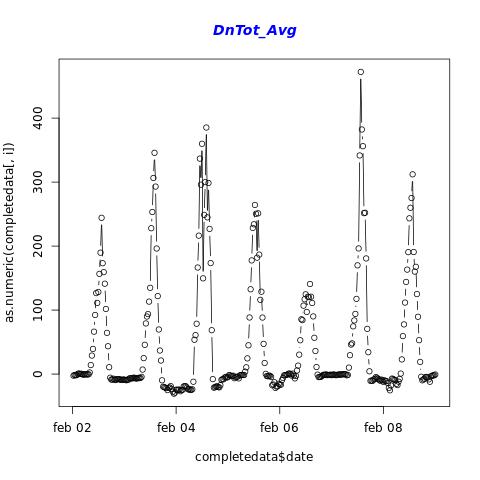 DnTot_Avg
as.numeric(completedata[, i])
400
300
200
100
0
feb 02
feb 04
feb 06
feb 08
completedata$date